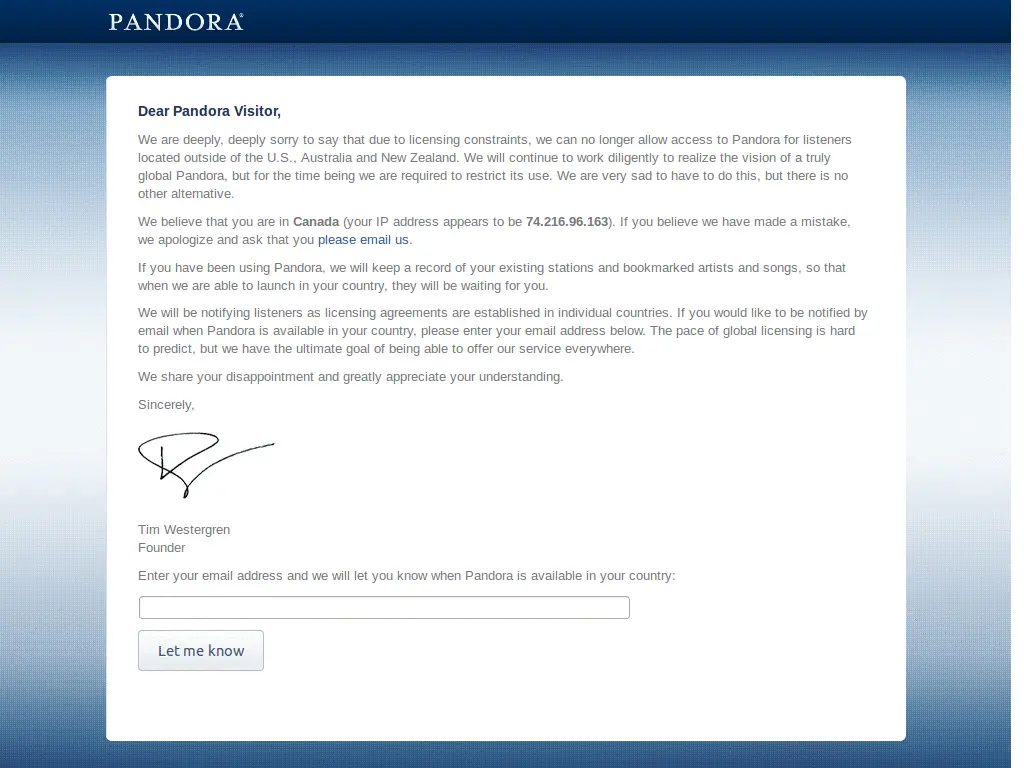 PANDORA®
Dear Pandora Visitor,
We are deeply, deeply sorry to say that due to licensing constraints, we can no longer allow access to Pandora for listeners
located outside of the U.S., Australia and New Zealand. We will continue to work diligently to realize the vision of a truly
global Pandora, but for the time being we are required to restrict its use. We are very sad to have to do this, but there is no
other alternative.
We believe that you are in Canada (your IP address appears to be 74.216.96.163). If you believe we have made a mistake,
we apologize and ask that you please email us.
If you have been using Pandora, we will keep a record of your existing stations and bookmarked artists and songs, so that
when we are able to launch in your country, they will be waiting for you.
We will be notifying listeners as licensing agreements are established in individual countries. If you would like to be notified by
email when Pandora is available in your country, please enter your email address below. The pace of global licensing is hard
to predict, but we have the ultimate goal of being able to offer our service everywhere.
We share your disappointment and greatly appreciate your understanding.
Sincerely,
Tim Westergren
Founder
Enter your email address and we will let you know when Pandora is available in your country:
Let me know